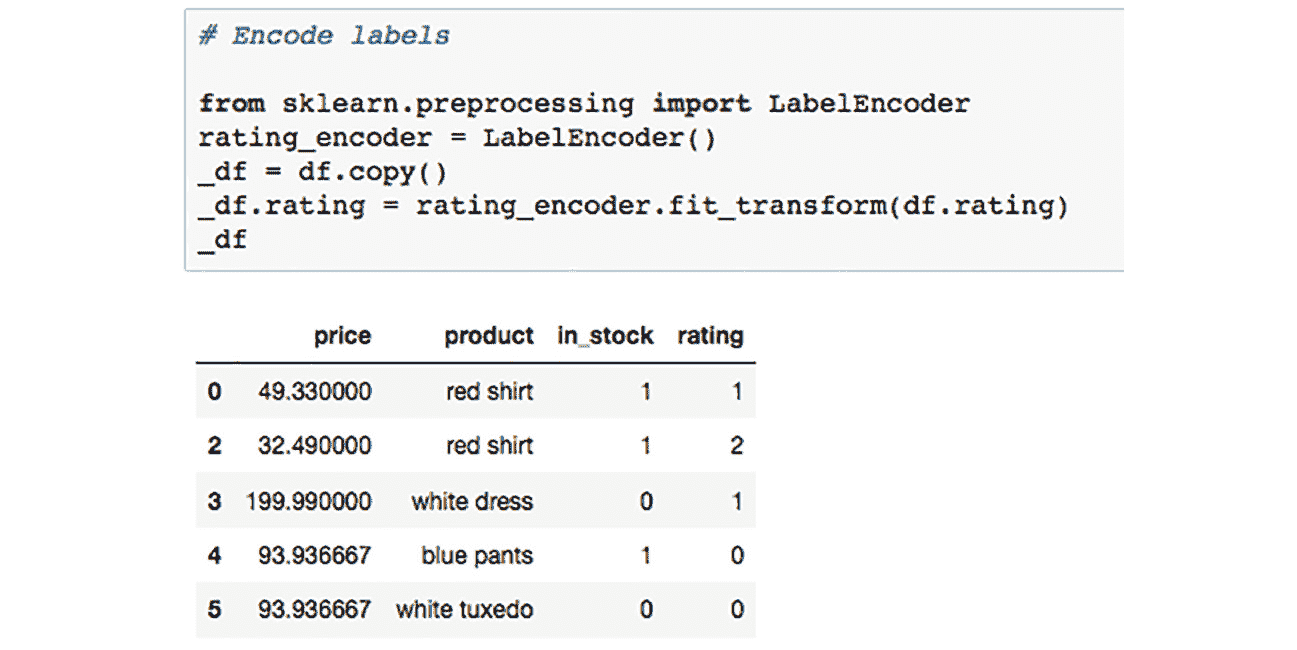 # Encode labels
from sklearn.preprocessing import LabelEncoder
rating_encoder = LabelEncoder()
_df = df.copy()
_df.rating = rating_encoder.fit_transform(df.rating)
_df
price product in_stock rating
0 49.330000 red shirt 1 1
2 32.490000 red shirt 1 2
3 199.990000 white dress 0 1
4 93.936667 blue pants 1 0
5 93.936667 white tuxedo 0 0